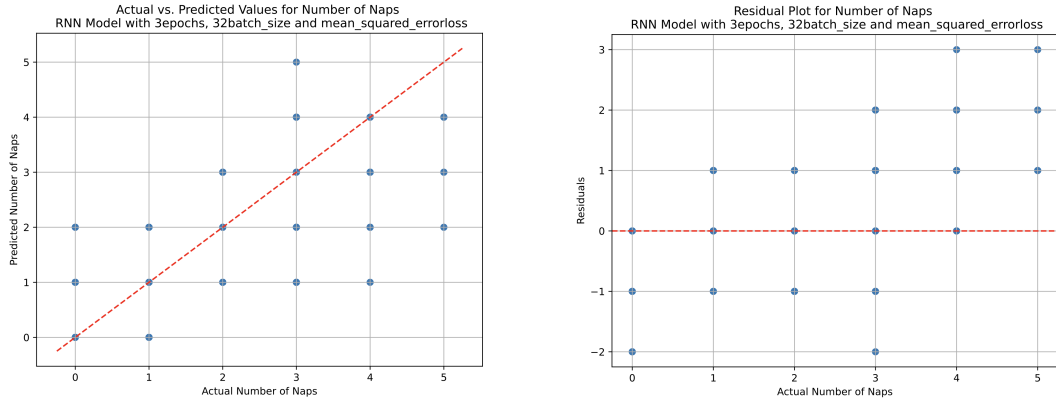 Actual vs. Predicted Values for Number of Naps
RNN Model with 3epochs, 32batch_size and mean_squared_errorloss
5
4
3
2
1
0
Predicted Number of Naps
0 1 2 3 4 5
Actual Number of Naps
Residual Plot for Number of Naps
RNN Model with 3epochs, 32batch_size and mean_squared_errorloss
3
2
1
0
−1
−2
Residuals
0 1 2 3 4 5
Actual Number of Naps